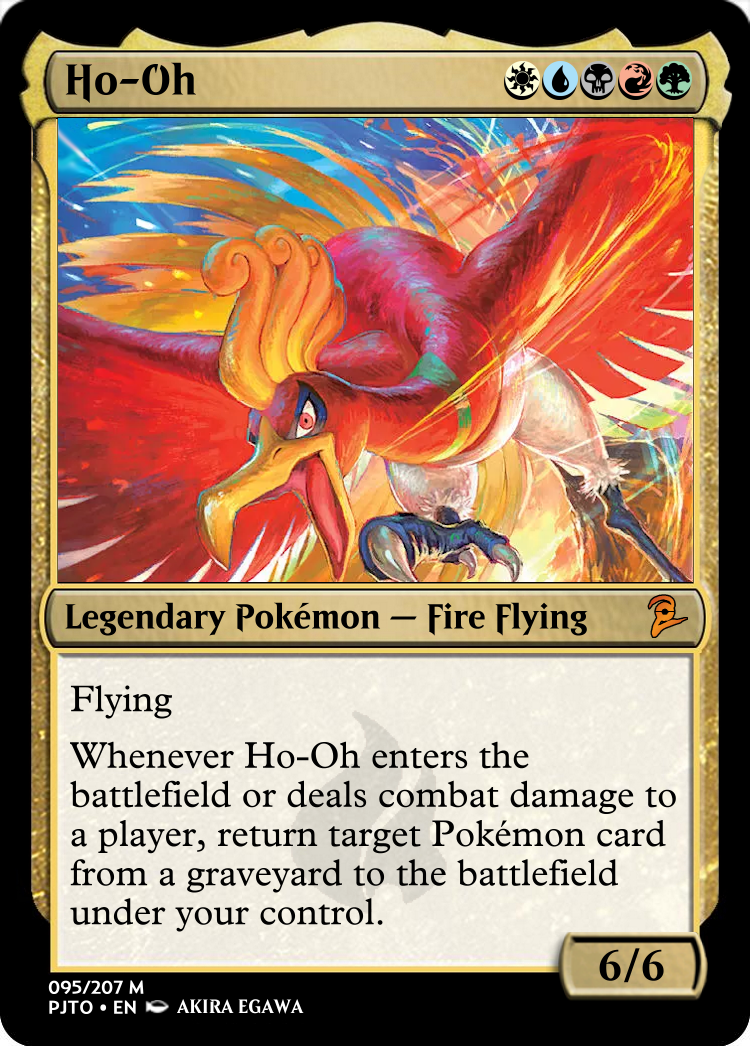 Ho-Oh
Legendary Pokémon — Fire Flying
Flying
Whenever Ho-Oh enters the
battlefield or deals combat damage to
a player, return target Pokémon card
from a graveyard to the battlefield
under your control.
6/6
095/207 M
PJTO • EN AKIRA EGAWA